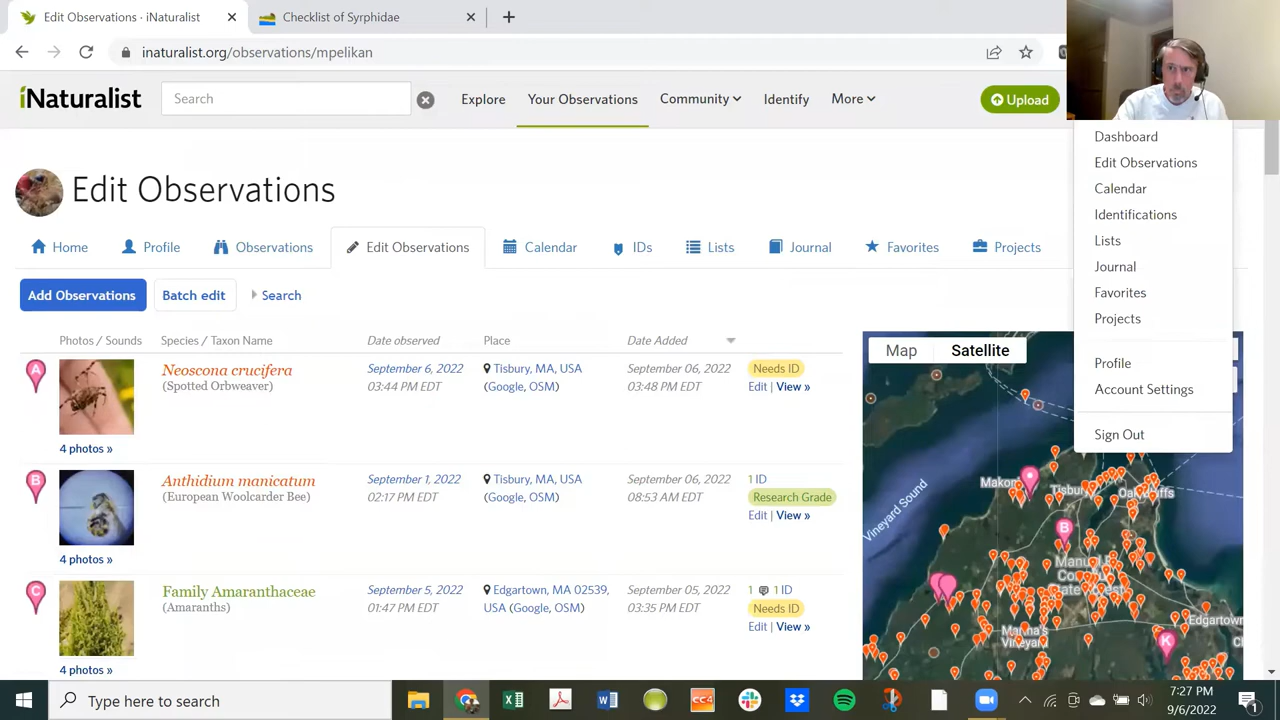 Edit Observations · iNaturalist
Checklist of Syrphidae
inaturalist.org/observations/mpelikan
iNaturalist
Search
Explore
Your Observations
Community
Identify
More
Upload
Dashboard
Edit Observations
Calendar
Identifications
Lists
Journal
Favorites
Projects
Profile
Account Settings
Sign Out
Edit Observations
Home
Profile
Observations
Edit Observations
Calendar
IDs
Lists
Journal
Favorites
Projects
Add Observations
Batch edit
Search
Photos / Sounds
Species / Taxon Name
Date observed
Place
Date Added
A
Neoscona crucifera
(Spotted Orbweaver)
4 photos »
September 6, 2022
03:44 PM EDT
Tisbury, MA, USA
(Google, OSM)
September 06, 2022
03:48 PM EDT
Needs ID
Edit | View »
B
Anthidium manicatum
(European Woolcarder Bee)
4 photos »
September 1, 2022
02:17 PM EDT
Tisbury, MA, USA
(Google, OSM)
September 06, 2022
08:53 AM EDT
1 ID
Research Grade
Edit | View »
C
Family Amaranthaceae
(Amaranths)
4 photos »
September 5, 2022
01:47 PM EDT
Edgartown, MA 02539,
USA (Google, OSM)
September 05, 2022
03:35 PM EDT
1 1 ID
Needs ID
Edit | View »
Map
Satellite
Vineyard Sound
Tisbury
B
K
Edgartown
Vineyard
Type here to search
CC4
7:27 PM
9/6/2022
1